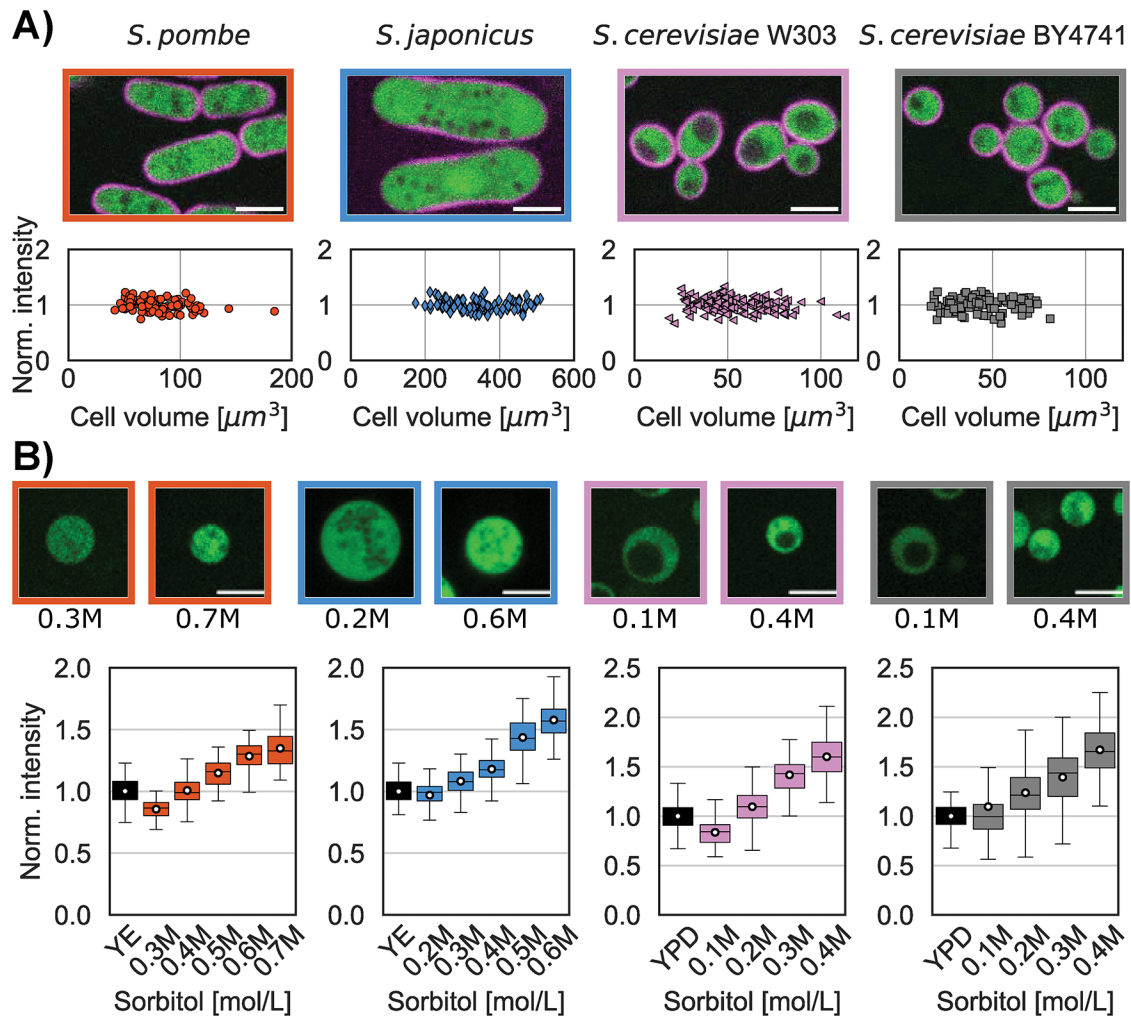 A)
S. pombe
S. japonicus
S. cerevisiae W303
S. cerevisiae BY4741
Norm. intensity
2
1
0
0 100 200
Cell volume [μm³]
2
1
0
0 200 400 600
Cell volume [μm³]
2
1
0
0 50 100
Cell volume [μm³]
2
1
0
0 50 100
Cell volume [μm³]
B)
0.3M
0.7M
0.2M
0.6M
0.1M
0.4M
0.1M
0.4M
Norm. intensity
2.0
1.5
1.0
0.5
0.0
YE 0.3M 0.4M 0.5M 0.6M 0.7M
Sorbitol [mol/L]
2.0
1.5
1.0
0.5
0.0
YE 0.2M 0.3M 0.4M 0.5M 0.6M
Sorbitol [mol/L]
2.5
2.0
1.5
1.0
0.5
0.0
YPD 0.1M 0.2M 0.3M 0.4M
Sorbitol [mol/L]
2.5
2.0
1.5
1.0
0.5
0.0
YPD 0.1M 0.2M 0.3M 0.4M
Sorbitol [mol/L]